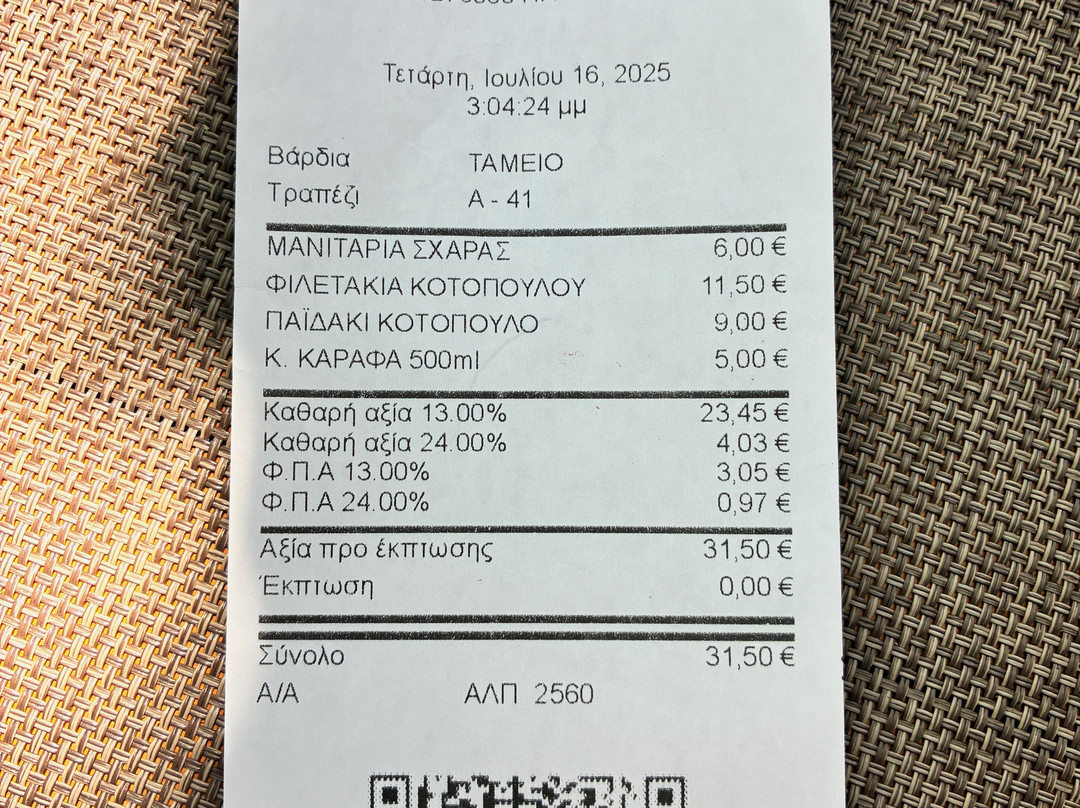 Τετάρτη, Ιουλίου 16, 2025
3:04:24 μμ
Βάρδια ΤΑΜΕΙΟ
Τραπέζι Α - 41
ΜΑΝΙΤΑΡΙΑ ΣΧΑΡΑΣ 6,00 €
ΦΙΛΕΤΑΚΙΑ ΚΟΤΟΠΟΥΛΟΥ 11,50 €
ΠΑΪΔΑΚΙ ΚΟΤΟΠΟΥΛΟ 9,00 €
Κ. ΚΑΡΑΦΑ 500ml 5,00 €
Καθαρή αξία 13.00% 23,45 €
Καθαρή αξία 24.00% 4,03 €
Φ.Π.Α 13.00% 3,05 €
Φ.Π.Α 24.00% 0,97 €
Αξία προ έκπτωσης 31,50 €
Έκπτωση 0,00 €
Σύνολο 31,50 €
Α/Α ΑΛΠ 2560